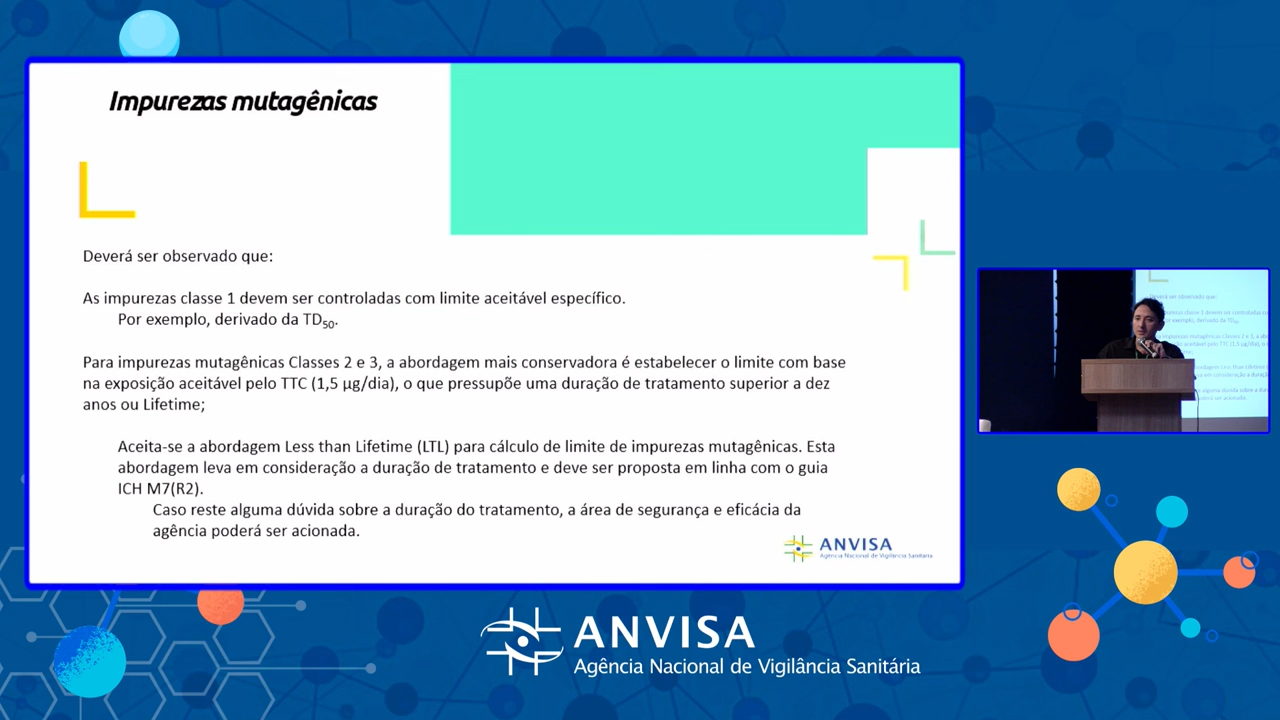 Impurezas mutagênicas
Deverá ser observado que:
As impurezas classe 1 devem ser controladas com limite aceitável específico.
Por exemplo, derivado da TD50.
Para impurezas mutagênicas Classes 2 e 3, a abordagem mais conservadora é estabelecer o limite com base
na exposição aceitável pelo TTC (1,5 µg/dia), o que pressupõe uma duração de tratamento superior a dez
anos ou Lifetime;
Aceita-se a abordagem Less than Lifetime (LTL) para cálculo de limite de impurezas mutagênicas. Esta
abordagem leva em consideração a duração de tratamento e deve ser proposta em linha com o guia
ICH M7(R2).
Caso reste alguma dúvida sobre a duração do tratamento, a área de segurança e eficácia da
agência poderá ser acionada.
ANVISA
Agência Nacional de Vigilância Sanitária
ANVISA
Agência Nacional de Vigilância Sanitária